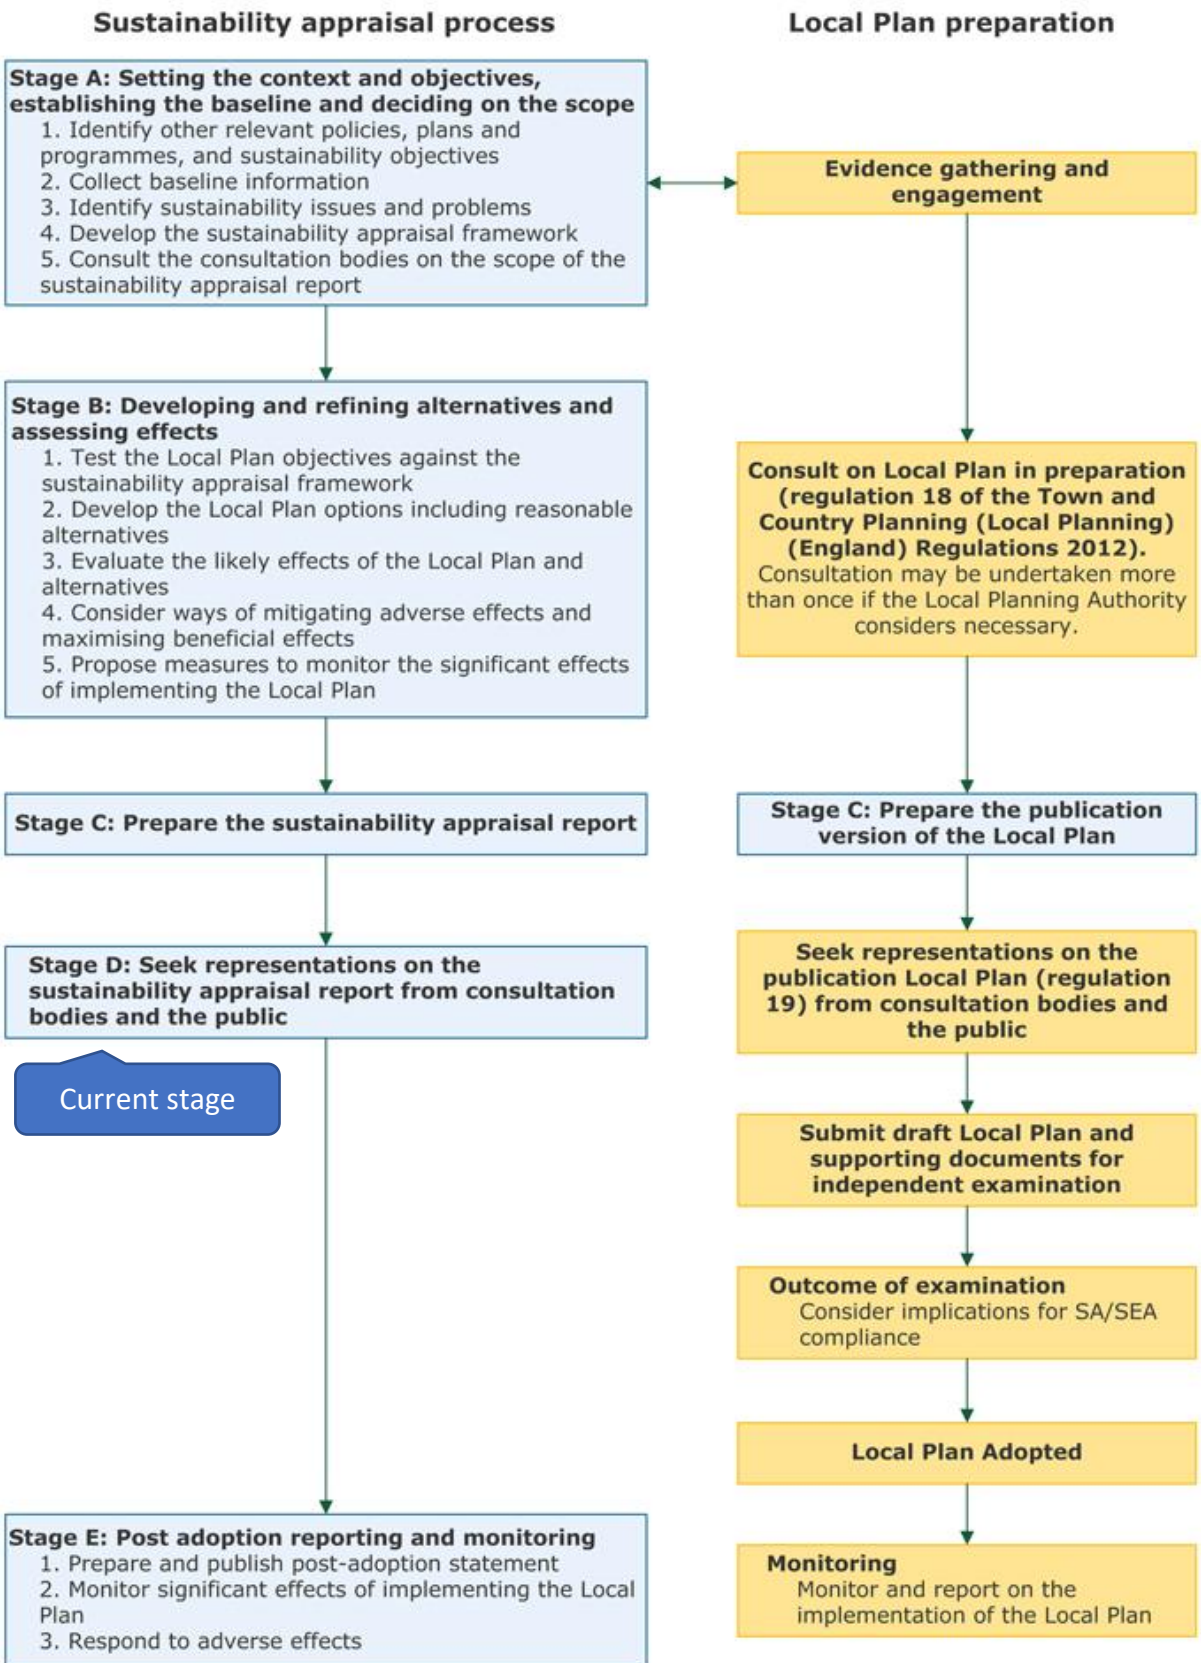 Sustainability appraisal process
Local Plan preparation
Stage A: Setting the context and objectives,
establishing the baseline and deciding on the scope
1. Identify other relevant policies, plans and
programmes, and sustainability objectives
2. Collect baseline information
3. Identify sustainability issues and problems
4. Develop the sustainability appraisal framework
5. Consult the consultation bodies on the scope of the
sustainability appraisal report
Evidence gathering and
engagement
Stage B: Developing and refining alternatives and
assessing effects
1. Test the Local Plan objectives against the
sustainability appraisal framework
2. Develop the Local Plan options including reasonable
alternatives
3. Evaluate the likely effects of the Local Plan and
alternatives
4. Consider ways of mitigating adverse effects and
maximising beneficial effects
5. Propose measures to monitor the significant effects
of implementing the Local Plan
Consult on Local Plan in preparation
(regulation 18 of the Town and
Country Planning (Local Planning)
(England) Regulations 2012).
Consultation may be undertaken more
than once if the Local Planning Authority
considers necessary.
Stage C: Prepare the sustainability appraisal report
Stage C: Prepare the publication
version of the Local Plan
Stage D: Seek representations on the
sustainability appraisal report from consultation
bodies and the public
Current stage
Seek representations on the
publication Local Plan (regulation
19) from consultation bodies and
the public
Submit draft Local Plan and
supporting documents for
independent examination
Outcome of examination
Consider implications for SA/SEA
compliance
Local Plan Adopted
Stage E: Post adoption reporting and monitoring
1. Prepare and publish post-adoption statement
2. Monitor significant effects of implementing the Local
Plan
3. Respond to adverse effects
Monitoring
Monitor and report on the
implementation of the Local Plan